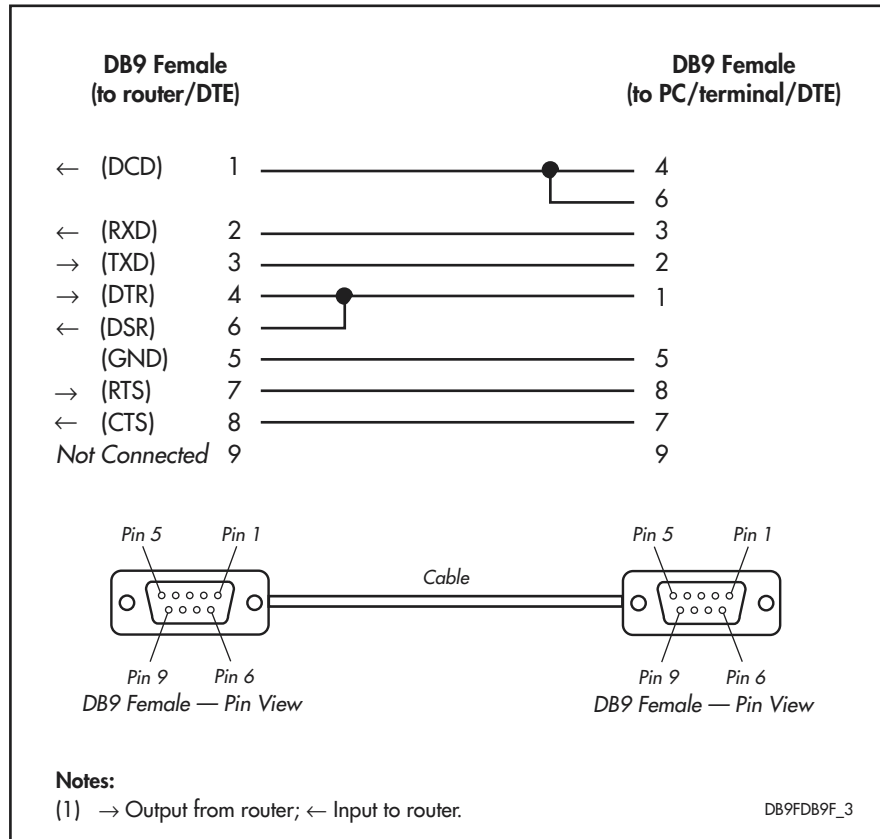 DB9 Female
(to router/DTE)
DB9 Female
(to PC/terminal/DTE)
← (DCD) 1 4
6
← (RXD) 2 3
→ (TXD) 3 2
→ (DTR) 4 1
← (DSR) 6
(GND) 5 5
→ (RTS) 7 8
← (CTS) 8 7
Not Connected 9 9
Pin 5 Pin 1 Pin 5 Pin 1
Cable
Pin 9 Pin 6 Pin 9 Pin 6
DB9 Female — Pin View DB9 Female — Pin View
Notes:
(1) → Output from router; ← Input to router.
DB9FDB9F_3